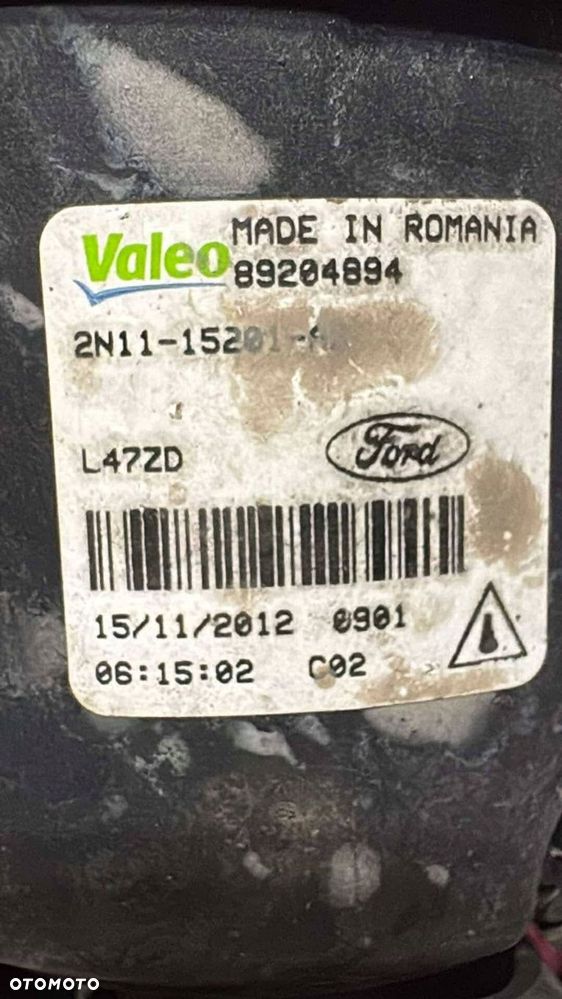 Valeo MADE IN ROMANIA
89204894
2N11-15201-A
L47ZD
Ford
15/11/2012 0901
06:15:02 C02
OTOMOTO